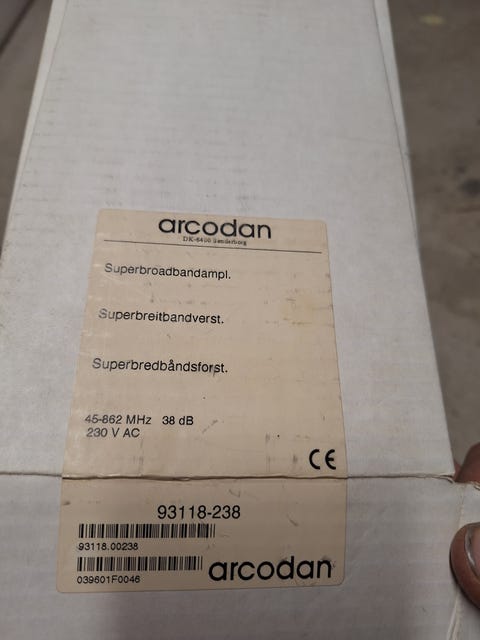 arcodan
DK-6400 Sønderborg
Superbroadbandampl.
Superbreitbandverst.
Superbredbåndsforst.
45-862 MHz 38 dB
230 V AC
CE
93118-238
93118.00238
039601F0046
arcodan